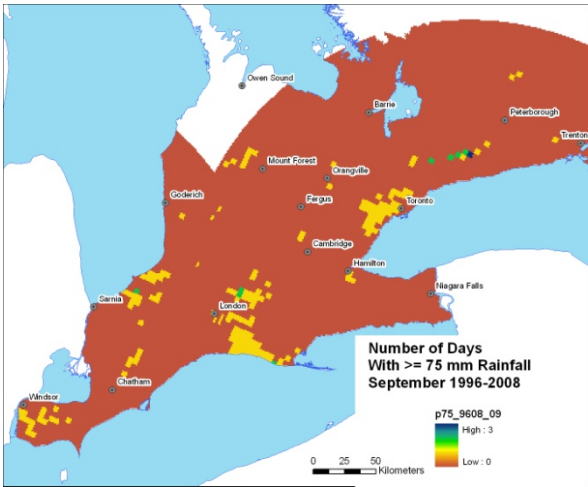 Owen Sound
Barrie
Peterborough
Trenton
Mount Forest
Orangville
Goderich
Fergus
Toronto
Cambridge
Hamilton
Niagara Falls
Sarnia
London
Chatham
Windsor
Number of Days
With >= 75 mm Rainfall
September 1996-2008
p75_9608_09
High : 3
Low : 0
0 25 50
Kilometers